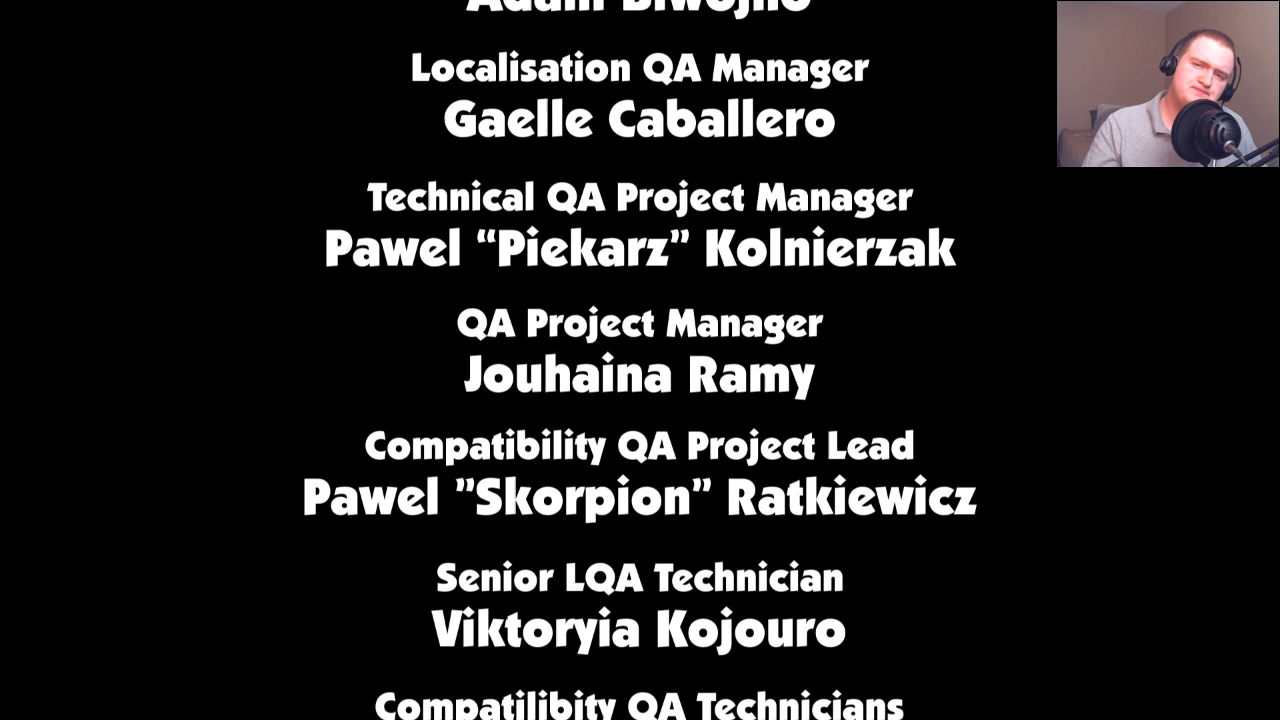 Localisation QA Manager
Gaelle Caballero
Technical QA Project Manager
Pawel “Piekarz” Kolnierzak
QA Project Manager
Jouhaina Ramy
Compatibility QA Project Lead
Pawel ”Skorpion” Ratkiewicz
Senior LQA Technician
Viktoryia Kojouro
Compatilibity QA Technicians